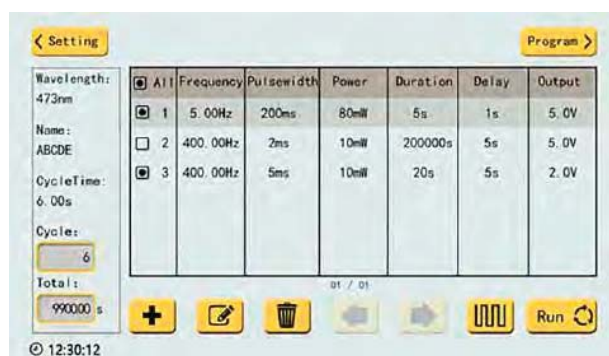 < Setting
Program >
Wavelength:
473nm
Name:
ABCDE
CycleTime:
6.00s
Cycle:
6
Total:
990000 s
All Frequency Pulsewidth Power Duration Delay Output
1 5.00Hz 200ms 80mW 5s 1s 5.0V
2 400.00Hz 2ms 10mW 200000s 5s 5.0V
3 400.00Hz 5ms 10mW 20s 5s 2.0V
01 / 01
Run
12:30:12